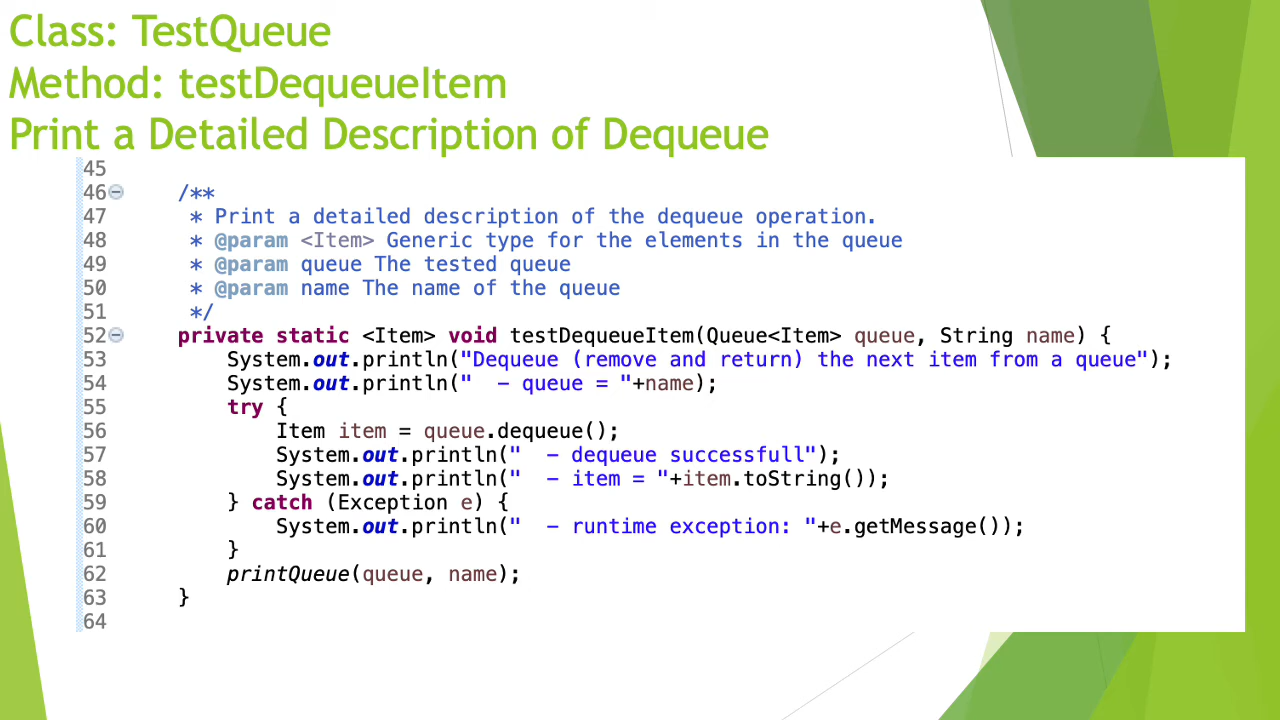 Class: TestQueue
Method: testDequeueItem
Print a Detailed Description of Dequeue
45
46 /**
47 * Print a detailed description of the dequeue operation.
48 * @param <Item> Generic type for the elements in the queue
49 * @param queue The tested queue
50 * @param name The name of the queue
51 */
52 private static <Item> void testDequeueItem(Queue<Item> queue, String name) {
53 System.out.println("Dequeue (remove and return) the next item from a queue");
54 System.out.println("  - queue = "+name);
55 try {
56 Item item = queue.dequeue();
57 System.out.println("  - dequeue successfull");
58 System.out.println("  - item = "+item.toString());
59 } catch (Exception e) {
60 System.out.println("  - runtime exception: "+e.getMessage());
61 }
62 printQueue(queue, name);
63 }
64